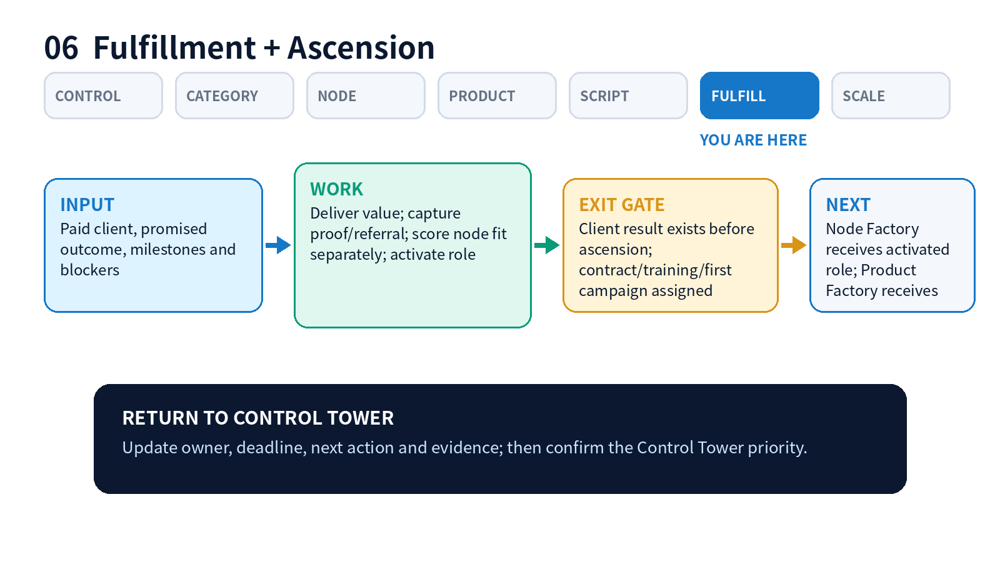 06 Fulfillment + Ascension
CONTROL
CATEGORY
NODE
PRODUCT
SCRIPT
FULFILL
SCALE
YOU ARE HERE
INPUT
Paid client, promised
outcome, milestones and
blockers
WORK
Deliver value; capture
proof/referral; score node fit
separately; activate role
EXIT GATE
Client result exists before
ascension;
contract/training/first
campaign assigned
NEXT
Node Factory
receives activated
role; Product
Factory receives
RETURN TO CONTROL TOWER
Update owner, deadline, next action and evidence; then confirm the Control Tower priority.